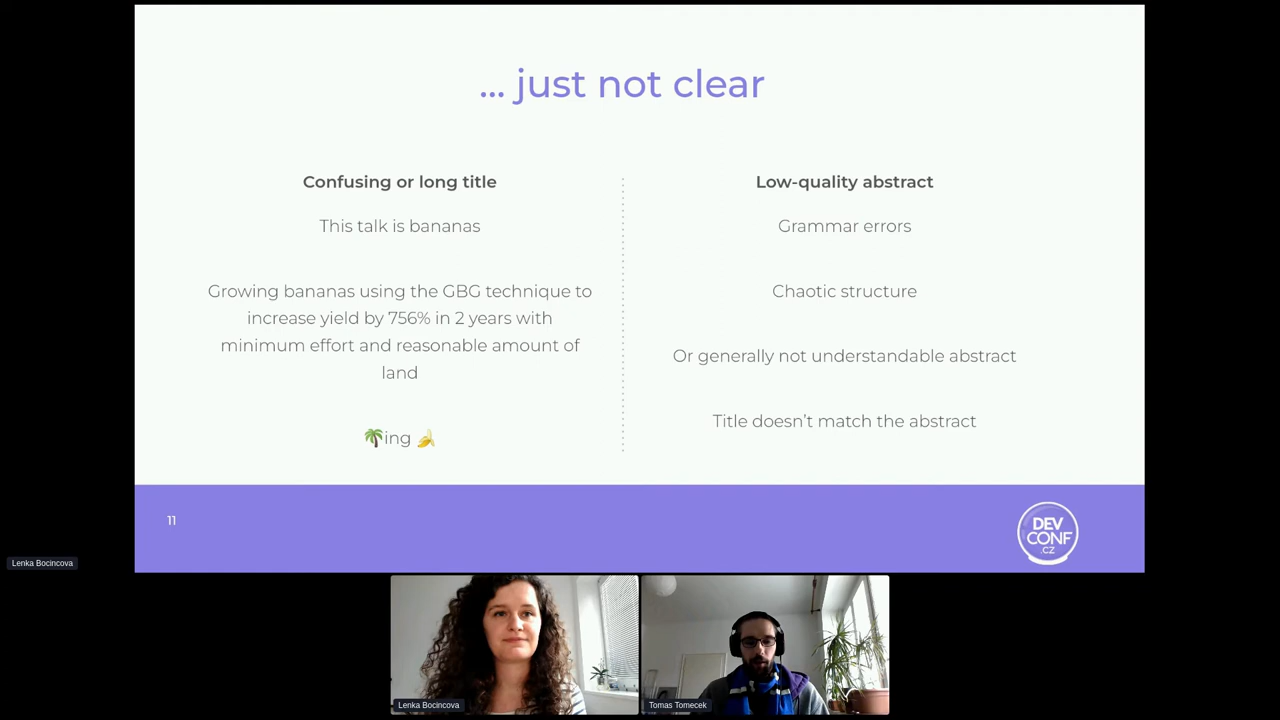 ... just not clear
Confusing or long title
This talk is bananas
Growing bananas using the GBG technique to
increase yield by 756% in 2 years with
minimum effort and reasonable amount of
land
🌴ing 🍌
Low-quality abstract
Grammar errors
Chaotic structure
Or generally not understandable abstract
Title doesn’t match the abstract
11
DEV
CONF
.CZ
Lenka Bocincova
Lenka Bocincova
Tomas Tomecek